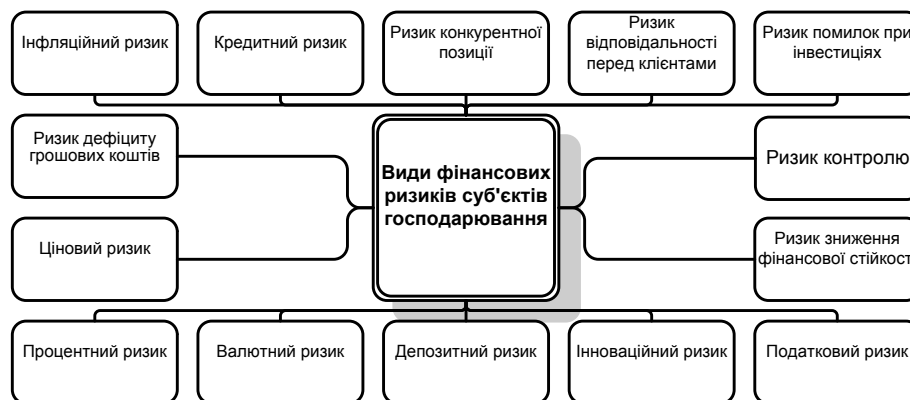 Інфляційний ризик
Кредитний ризик
Ризик конкурентної
позиції
Ризик
відповідальності
перед клієнтами
Ризик помилок при
інвестиціях
Ризик дефіциту
грошових коштів
Види фінансових
ризиків суб'єктів
господарювання
Ризик контролю
Ціновий ризик
Ризик зниження
фінансової стійкост
Процентний ризик
Валютний ризик
Депозитний ризик
Інноваційний ризик
Податковий ризик